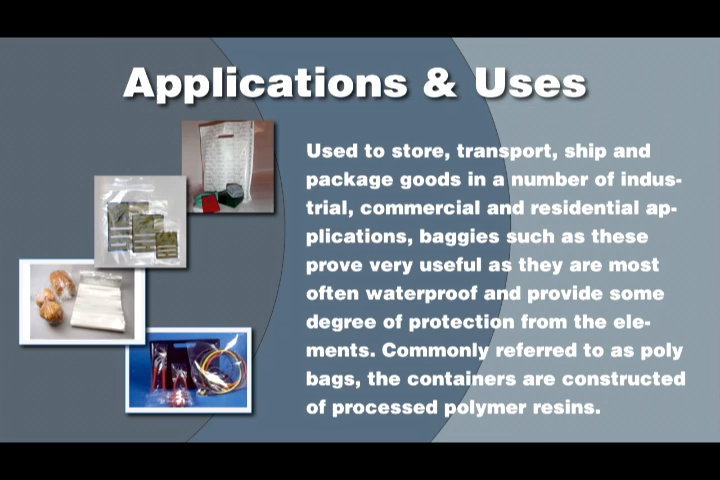 Applications & Uses
Used to store, transport, ship and
package goods in a number of indus-
trial, commercial and residential ap-
plications, baggies such as these
prove very useful as they are most
often waterproof and provide some
degree of protection from the ele-
ments. Commonly referred to as poly
bags, the containers are constructed
of processed polymer resins.